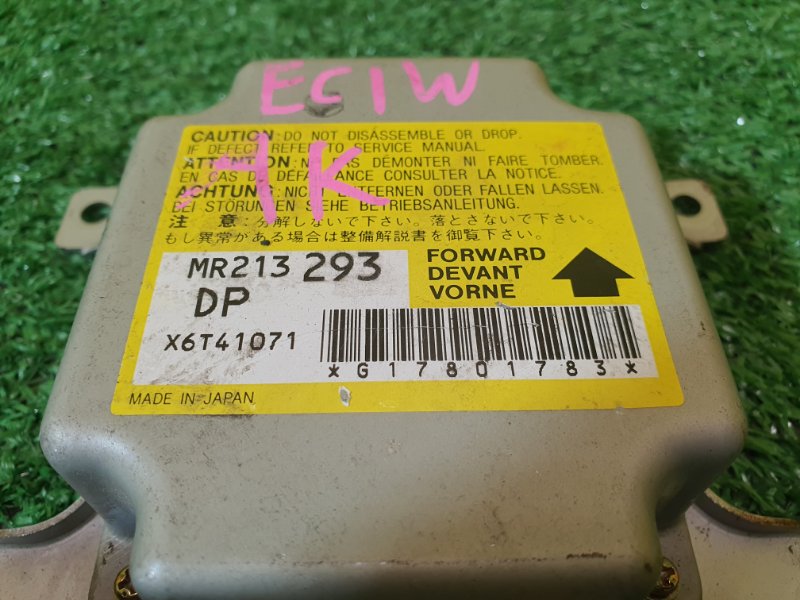 EC1W
1K
CAUTION: DO NOT DISASSEMBLE OR DROP.
IF DEFECT REFER TO SERVICE MANUAL.
ATTENTION: NE PAS DÉMONTER NI FAIRE TOMBER.
EN CAS DE DÉFAILLANCE CONSULTER LA NOTICE.
ACHTUNG: NICHT ENTFERNEN ODER FALLEN LASSEN.
BEI STÖRUNGEN SIEHE BETRIEBSANLEITUNG.
注 意:分解しないで下さい。落とさないで下さい。
もし異常がある場合は整備解説書を御覧下さい。
MR213 293
DP
X6T41071
FORWARD
DEVANT
VORNE
*G17801783*
MADE IN JAPAN